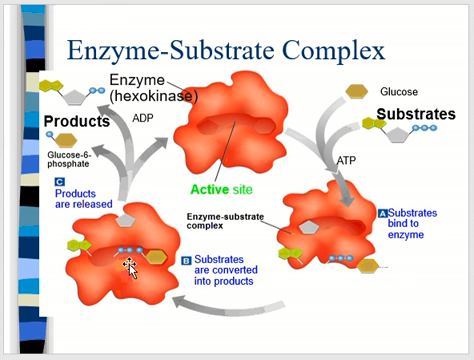 Enzyme-Substrate Complex
Enzyme
(hexokinase)
Glucose
Substrates
Products
ADP
Glucose-6-
phosphate
ATP
C
Products
are released
Active site
Enzyme-substrate
complex
A Substrates
bind to
enzyme
B Substrates
are converted
into products